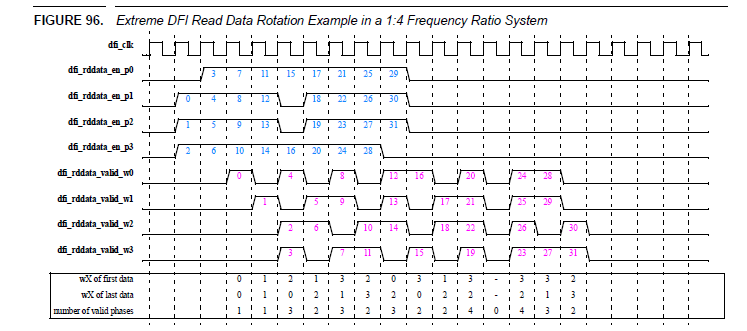 FIGURE 96. Extreme DFI Read Data Rotation Example in a 1:4 Frequency Ratio System
dfi_clk
dfi_rddata_en_p0 3 7 11 15 17 21 25 29
dfi_rddata_en_p1 0 4 8 12 18 22 26 30
dfi_rddata_en_p2 1 5 9 13 19 23 27 31
dfi_rddata_en_p3 2 6 10 14 16 20 24 28
dfi_rddata_valid_w0 0 4 8 12 16 20 24 28
dfi_rddata_valid_w1 1 5 9 13 17 21 25 29
dfi_rddata_valid_w2 2 6 10 14 18 22 26 30
dfi_rddata_valid_w3 3 7 11 15 19 23 27 31
wX of first data 0 1 2 1 3 2 0 3 1 3 - 3 3 2
wX of last data 0 1 0 2 1 3 2 0 2 2 - 2 1 3
number of valid phases 1 1 3 2 3 2 3 2 2 4 0 4 3 2